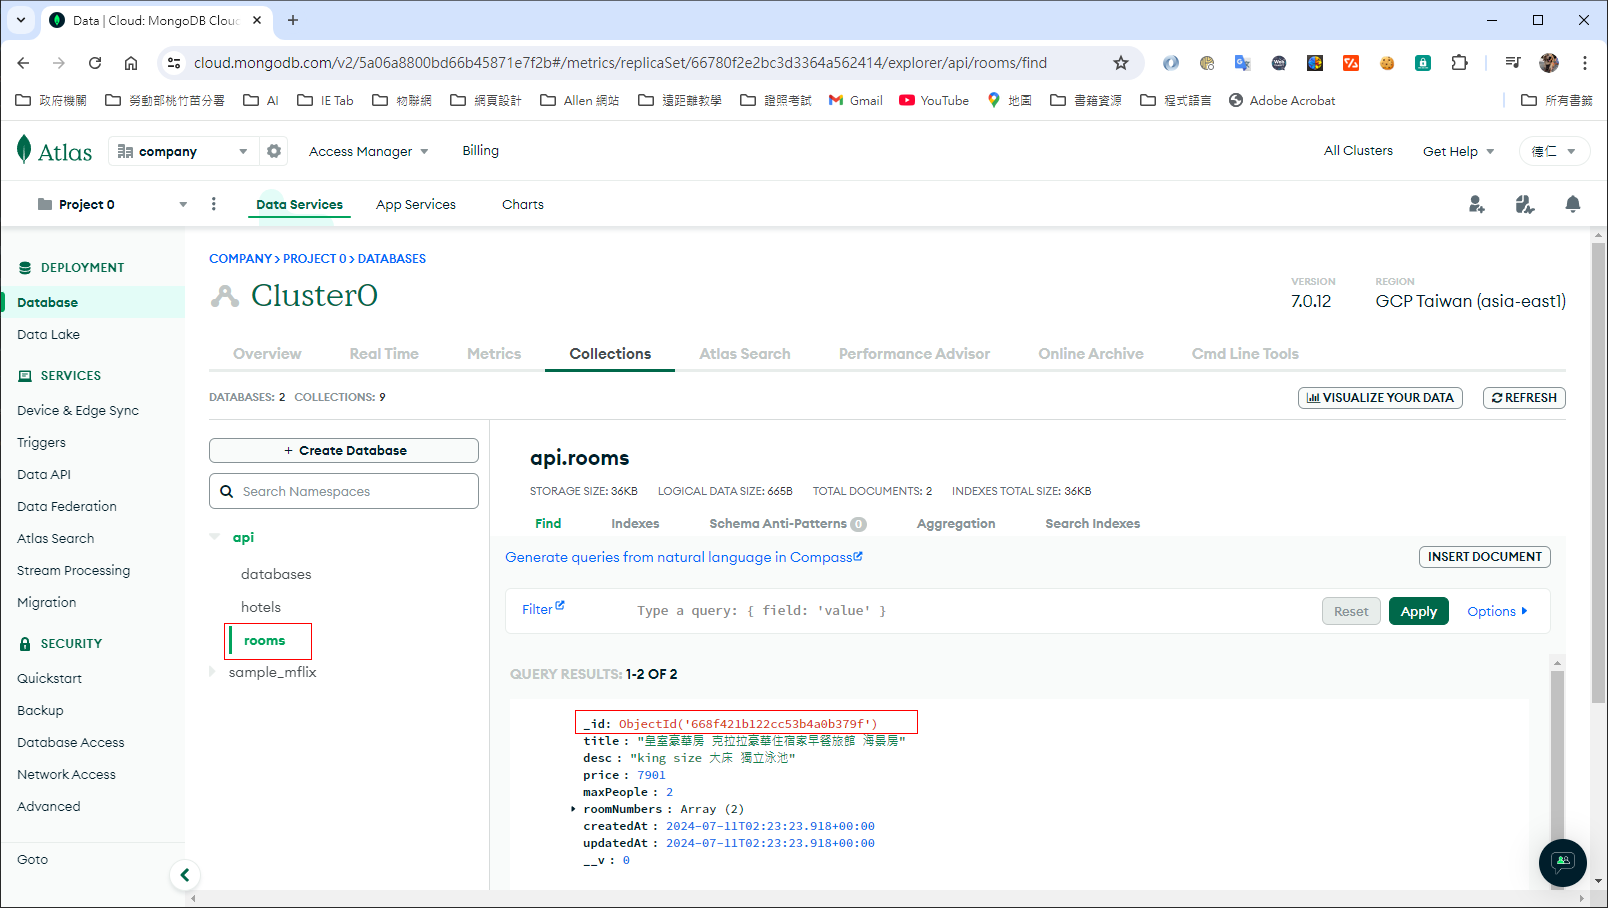 Data | Cloud: MongoDB Cloud
cloud.mongodb.com/v2/5a06a8800bd66b45871e7f2b#/metrics/replicaSet/66780f2e2bc3d3364a562414/explorer/api/rooms/find
政府機關 勞動部桃竹苗分署 AI IE Tab 物聯網 網頁設計 Allen 網站 遠距離教學 證照考試 Gmail YouTube 地圖 書籍資源 程式語言 Adobe Acrobat 所有書籤
Atlas company Access Manager Billing All Clusters Get Help 德仁
Project 0 Data Services App Services Charts
DEPLOYMENT
Database
Data Lake
SERVICES
Device & Edge Sync
Triggers
Data API
Data Federation
Atlas Search
Stream Processing
Migration
SECURITY
Quickstart
Backup
Database Access
Network Access
Advanced
Goto
COMPANY > PROJECT 0 > DATABASES
Cluster0
VERSION
7.0.12
REGION
GCP Taiwan (asia-east1)
Overview Real Time Metrics Collections Atlas Search Performance Advisor Online Archive Cmd Line Tools
DATABASES: 2 COLLECTIONS: 9
VISUALIZE YOUR DATA REFRESH
+ Create Database
Search Namespaces
api
databases
hotels
rooms
sample_mflix
api.rooms
STORAGE SIZE: 36KB LOGICAL DATA SIZE: 665B TOTAL DOCUMENTS: 2 INDEXES TOTAL SIZE: 36KB
Find Indexes Schema Anti-Patterns 0 Aggregation Search Indexes
Generate queries from natural language in Compass
INSERT DOCUMENT
Filter Type a query: { field: 'value' } Reset Apply Options
QUERY RESULTS: 1-2 OF 2
_id: ObjectId('668f421b122cc53b4a0b379f')
title : "皇室豪華房 克拉拉豪華住宿家早餐旅館 海景房"
desc : "king size 大床 獨立泳池"
price : 7901
maxPeople : 2
roomNumbers : Array (2)
createdAt : 2024-07-11T02:23:23.918+00:00
updatedAt : 2024-07-11T02:23:23.918+00:00
__v : 0